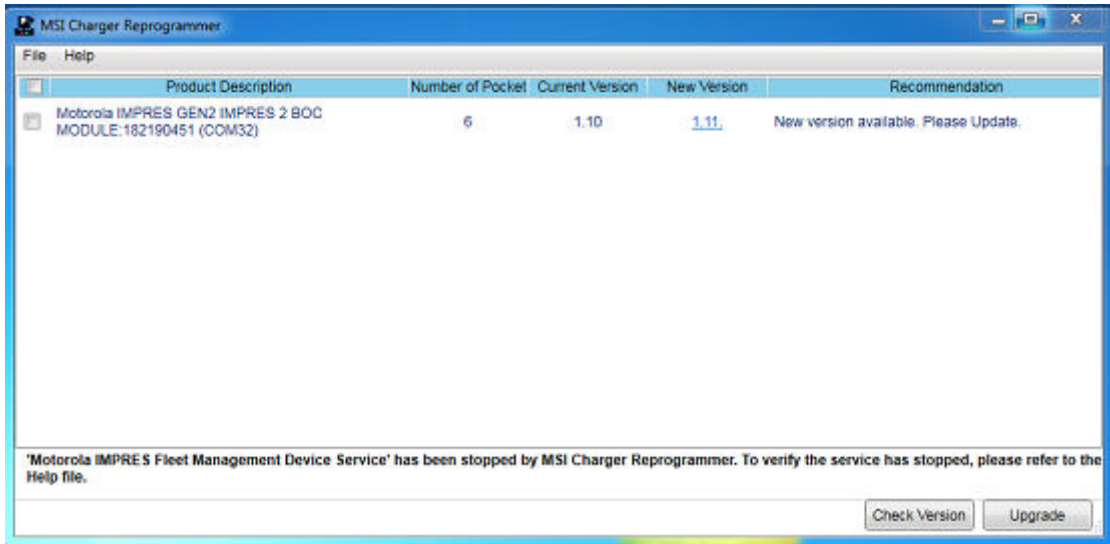 MSI Charger Reprogrammer
File Help
Product Description Number of Pocket Current Version New Version Recommendation
Motorola IMPRES GEN2 IMPRES 2 BOC
MODULE:182190451 (COM32) 6 1.10 1.11. New version available. Please Update.
'Motorola IMPRES Fleet Management Device Service' has been stopped by MSI Charger Reprogrammer. To verify the service has stopped, please refer to the
Help file.
Check Version Upgrade